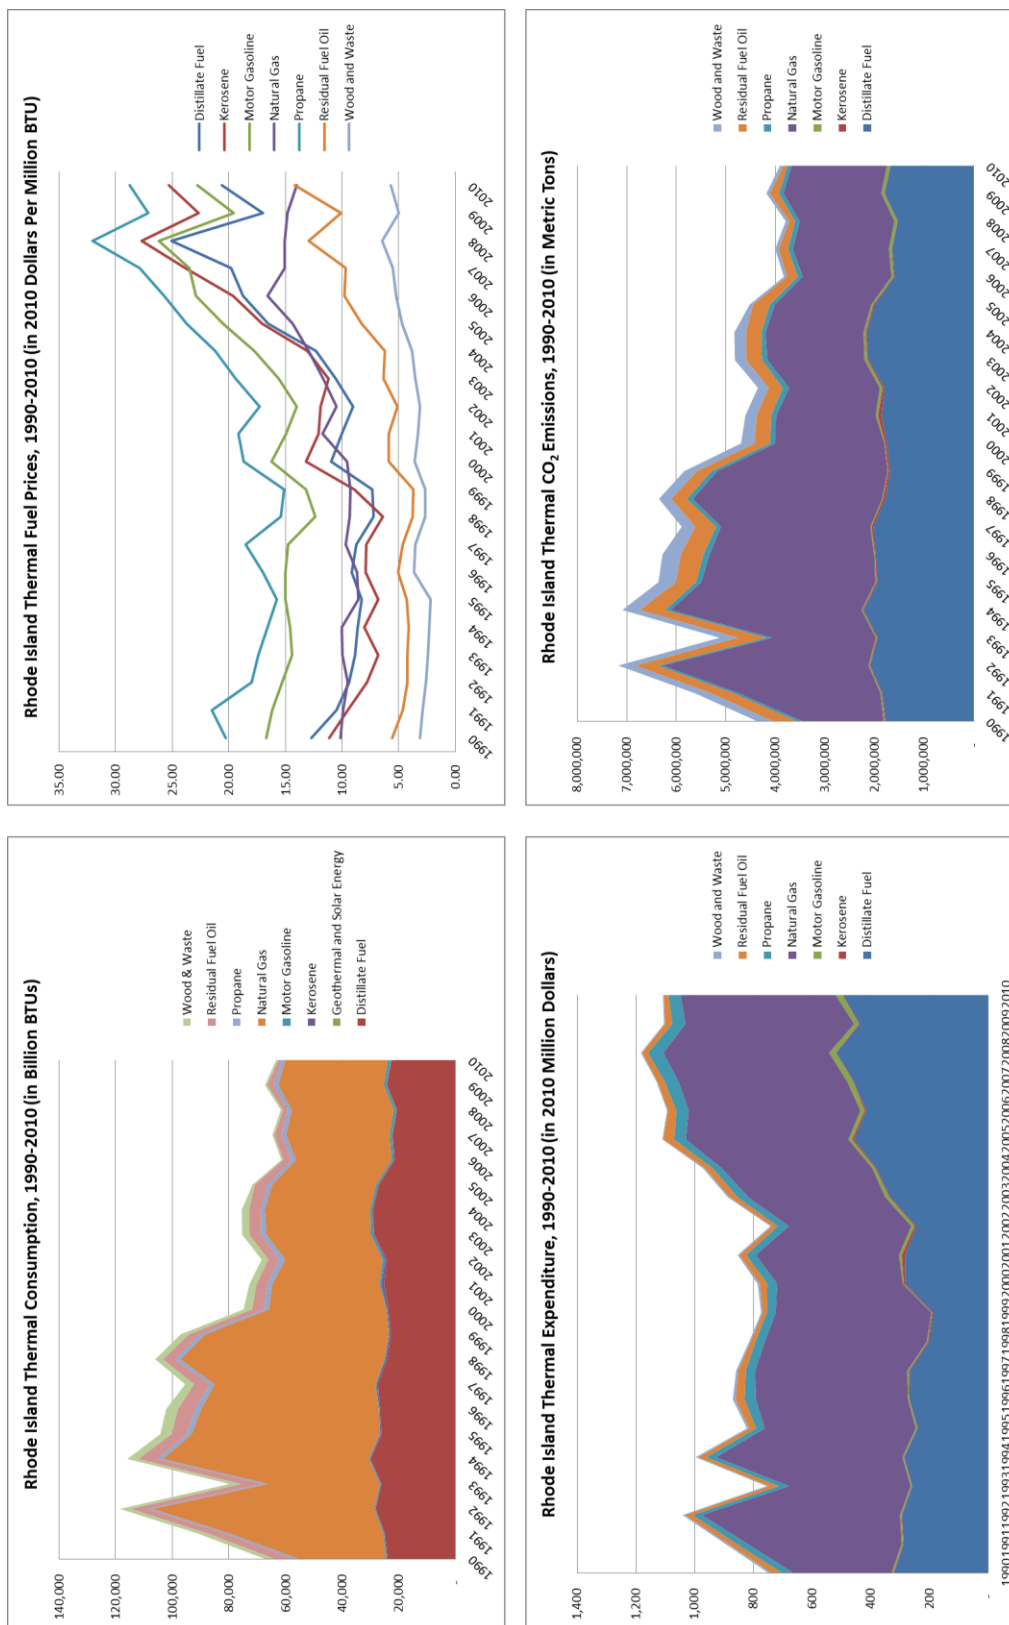 Rhode Island Thermal Consumption, 1990-2010 (in Billion BTUs)
140,000
120,000
100,000
80,000
60,000
40,000
20,000
-
1990 1991 1992 1993 1994 1995 1996 1997 1998 1999 2000 2001 2002 2003 2004 2005 2006 2007 2008 2009 2010
Wood & Waste
Residual Fuel Oil
Propane
Natural Gas
Motor Gasoline
Kerosene
Geothermal and Solar Energy
Distillate Fuel
Rhode Island Thermal Fuel Prices, 1990-2010 (in 2010 Dollars Per Million BTU)
35.00
30.00
25.00
20.00
15.00
10.00
5.00
0.00
1990 1991 1992 1993 1994 1995 1996 1997 1998 1999 2000 2001 2002 2003 2004 2005 2006 2007 2008 2009 2010
Distillate Fuel
Kerosene
Motor Gasoline
Natural Gas
Propane
Residual Fuel Oil
Wood and Waste
Rhode Island Thermal Expenditure, 1990-2010 (in 2010 Million Dollars)
1,400
1,200
1,000
800
600
400
200
-
199019911992199319941995199619971998199920002001200220032004200520062007200820092010
Wood and Waste
Residual Fuel Oil
Propane
Natural Gas
Motor Gasoline
Kerosene
Distillate Fuel
Rhode Island Thermal CO2 Emissions, 1990-2010 (in Metric Tons)
8,000,000
7,000,000
6,000,000
5,000,000
4,000,000
3,000,000
2,000,000
1,000,000
-
1990 1991 1992 1993 1994 1995 1996 1997 1998 1999 2000 2001 2002 2003 2004 2005 2006 2007 2008 2009 2010
Wood and Waste
Residual Fuel Oil
Propane
Natural Gas
Motor Gasoline
Kerosene
Distillate Fuel